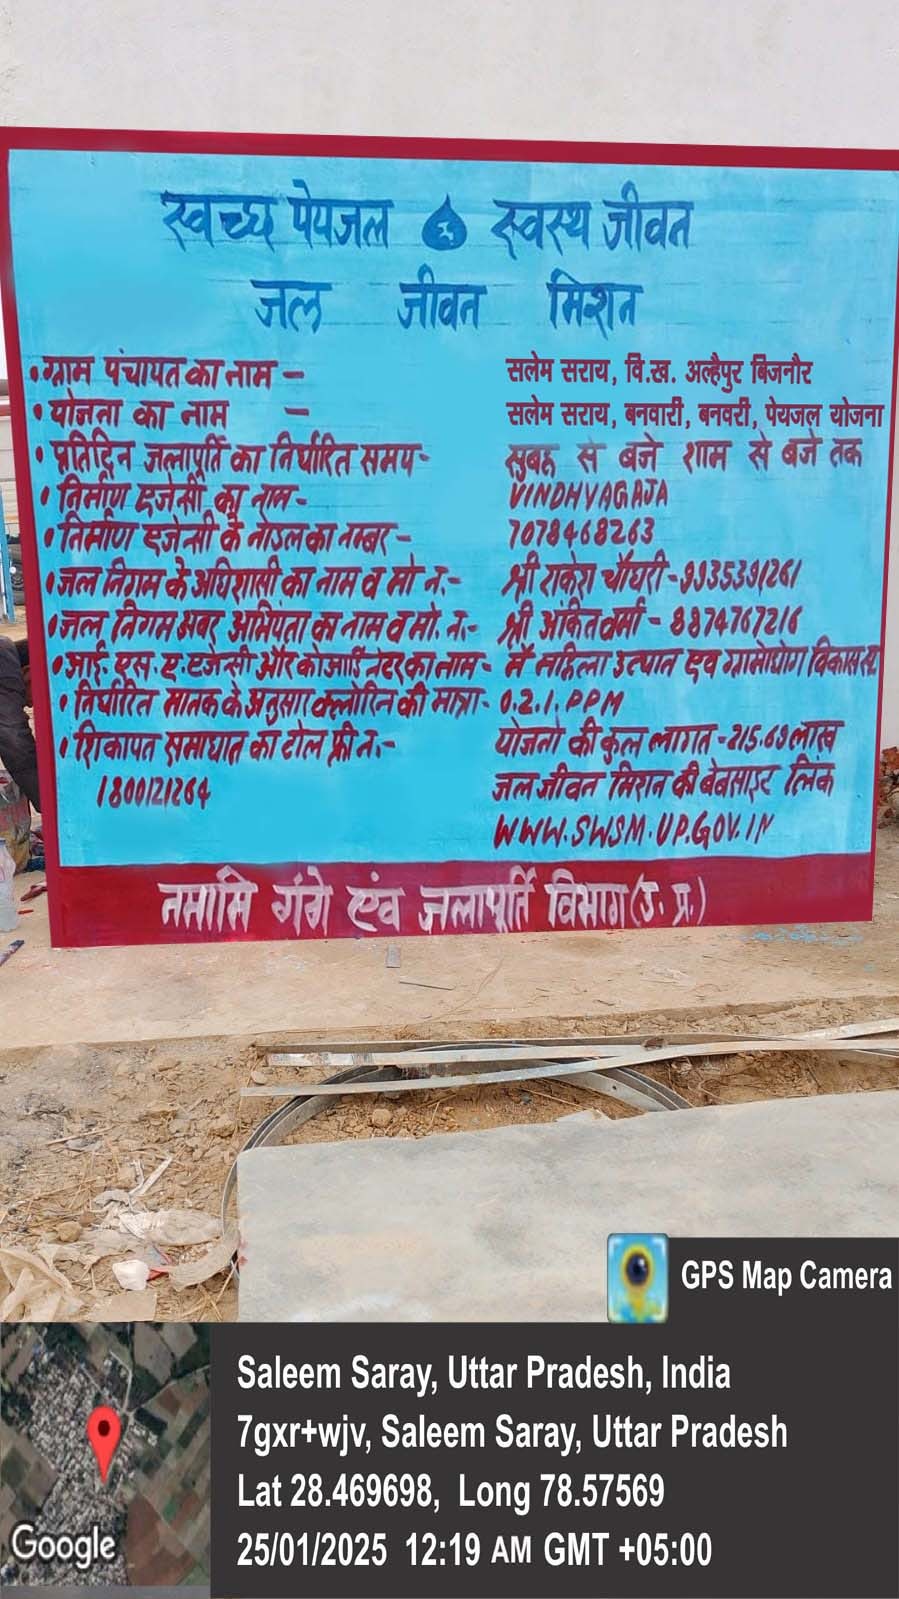 स्वच्छ पेयजल स्वस्थ जीवन
जल जीवन मिशन
• ग्राम पंचायत का नाम – सलेम सराय, वि.ख. अल्हैपुर बिजनौर
• योजना का नाम – सलेम सराय, बनवारी, बनवरी, पेयजल योजना
• प्रतिदिन जलापूर्ति का निर्धारित समय- सुबह से बजे शाम से बजे तक
• निर्माण एजेन्सी का नाम- VINDHYAGAJA
• निर्माण एजेन्सी के नोडल का नम्बर- 7078468263
• जल निगम के अधिशासी का नाम व मो न.- श्री राकेश चौधरी -9935391261
• जल निगम अवर अभियंता का नाम व मो. न.- श्री अंकित वर्मा - 8874767216
• आई. एस. ए. एजेन्सी और कोआर्डिनेटर का नाम- मै महिला उत्थान एव ग्रामोधोग विकास
• निर्धारित मानक के अनुसार क्लोरिन की मात्रा- 0.2.1.PPM
• शिकायत समाधान का टोल फ्री न.- योजना की कुल लागत -215.69 लाख
1800121264 जल जीवन मिशन की बेबसाइट लिंक
WWW.SWSM.UP.GOV.IN
नमामि गंगे एंव जलापूर्ति विभाग (उ. प्र.)
GPS Map Camera
Saleem Saray, Uttar Pradesh, India
7gxr+wjv, Saleem Saray, Uttar Pradesh
Lat 28.469698, Long 78.57569
25/01/2025 12:19 AM GMT +05:00
Google